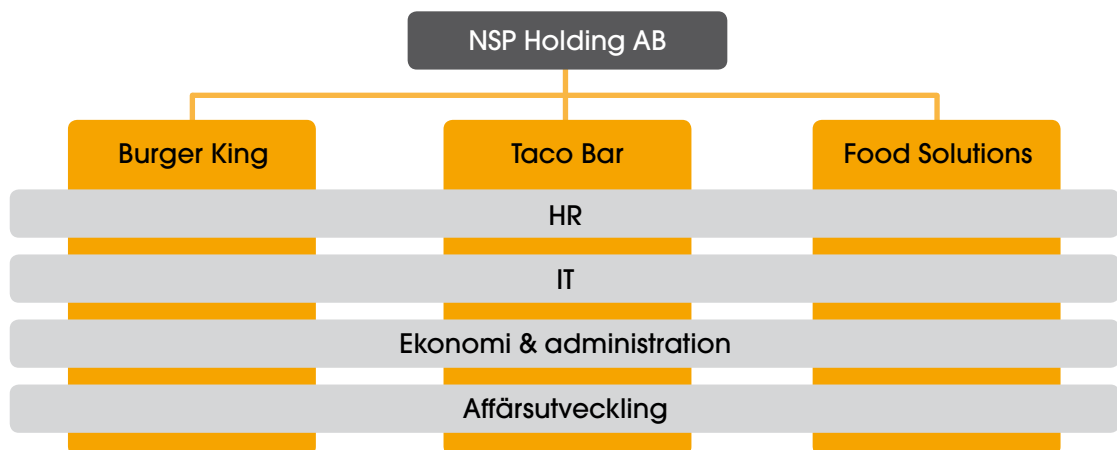 NSP Holding AB
Burger King
Taco Bar
Food Solutions
HR
IT
Ekonomi & administration
Affärsutveckling